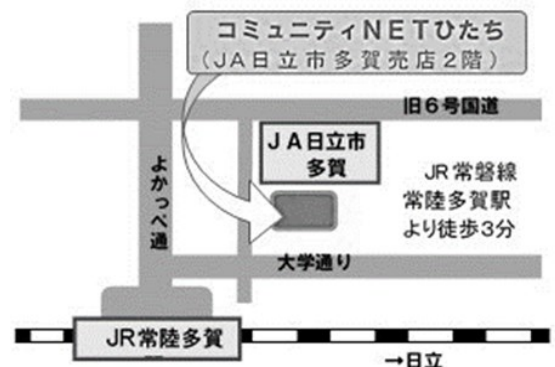 コミュニティNETひたち
（JA日立市多賀売店2階）
旧6号国道
JA日立市
多賀
よかっぺ通
JR常磐線
常陸多賀駅
より徒歩3分
大学通り
JR常陸多賀
→日立